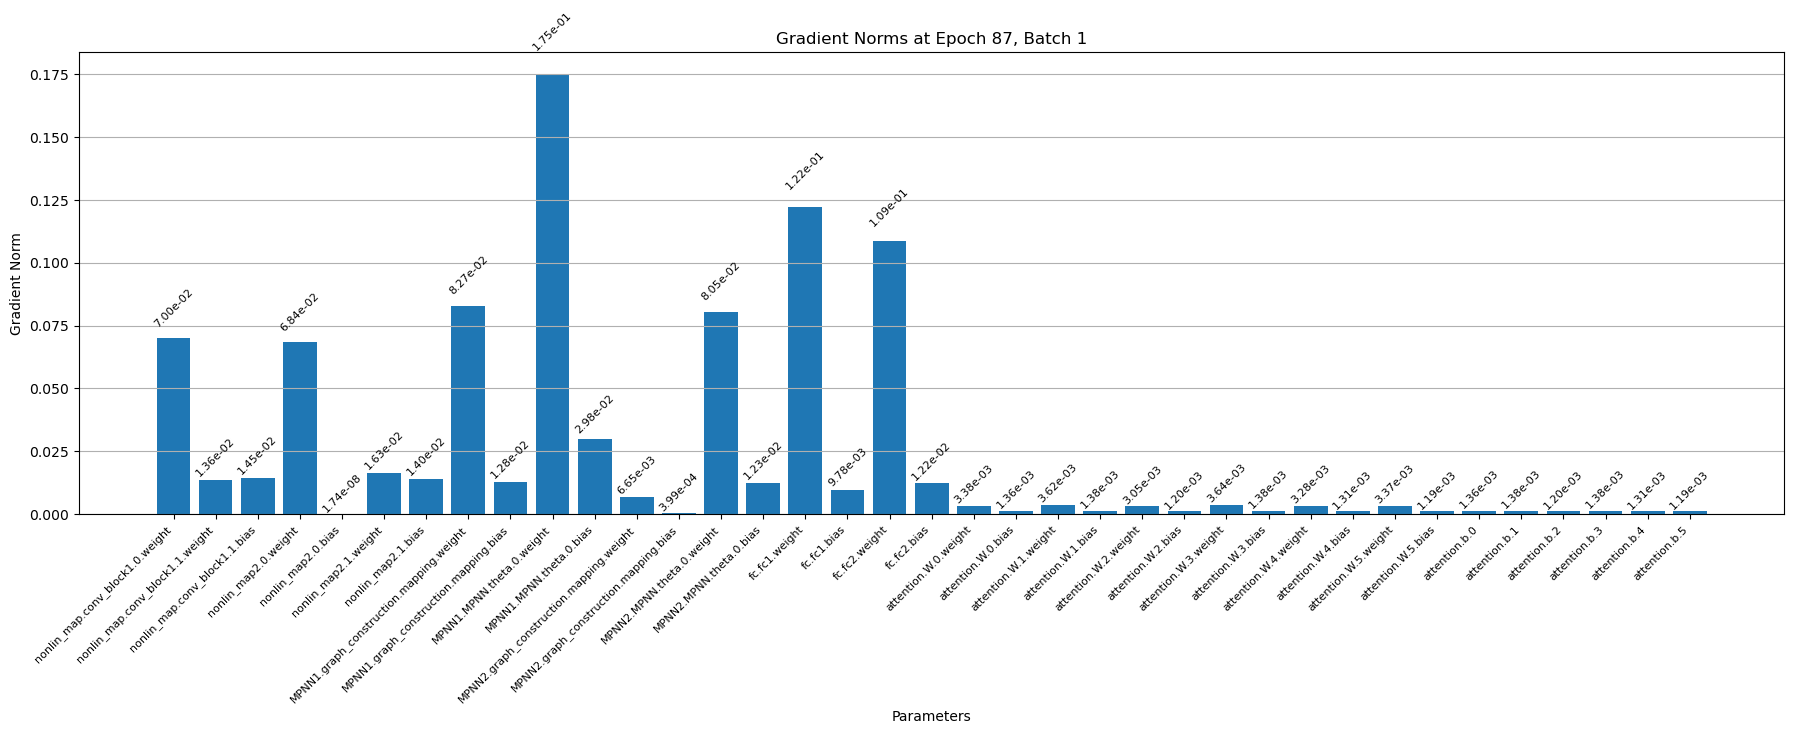 Gradient Norms at Epoch 87, Batch 1
Gradient Norm
0.175
0.150
0.125
0.100
0.075
0.050
0.025
0.000
7.00e-02
1.36e-02
1.45e-02
6.84e-02
1.74e-08
1.63e-02
1.40e-02
8.27e-02
1.28e-02
1.75e-01
2.98e-02
6.65e-03
3.99e-04
8.05e-02
1.23e-02
1.22e-01
9.78e-03
1.09e-01
1.22e-02
3.38e-03
1.36e-03
3.62e-03
1.38e-03
3.05e-03
1.20e-03
3.64e-03
1.38e-03
3.28e-03
1.31e-03
3.37e-03
1.19e-03
1.36e-03
1.38e-03
1.20e-03
1.38e-03
1.31e-03
1.19e-03
nonlin_map.conv_block1.0.weight
nonlin_map.conv_block1.1.weight
nonlin_map.conv_block1.1.bias
nonlin_map2.0.weight
nonlin_map2.0.bias
nonlin_map2.1.weight
nonlin_map2.1.bias
MPNN1.graph_construction.mapping.weight
MPNN1.graph_construction.mapping.bias
MPNN1.MPNN.theta.0.weight
MPNN1.MPNN.theta.0.bias
MPNN2.graph_construction.mapping.weight
MPNN2.graph_construction.mapping.bias
MPNN2.MPNN.theta.0.weight
MPNN2.MPNN.theta.0.bias
fc.fc1.weight
fc.fc1.bias
fc.fc2.weight
fc.fc2.bias
attention.W.0.weight
attention.W.0.bias
attention.W.1.weight
attention.W.1.bias
attention.W.2.weight
attention.W.2.bias
attention.W.3.weight
attention.W.3.bias
attention.W.4.weight
attention.W.4.bias
attention.W.5.weight
attention.W.5.bias
attention.b.0
attention.b.1
attention.b.2
attention.b.3
attention.b.4
attention.b.5
Parameters